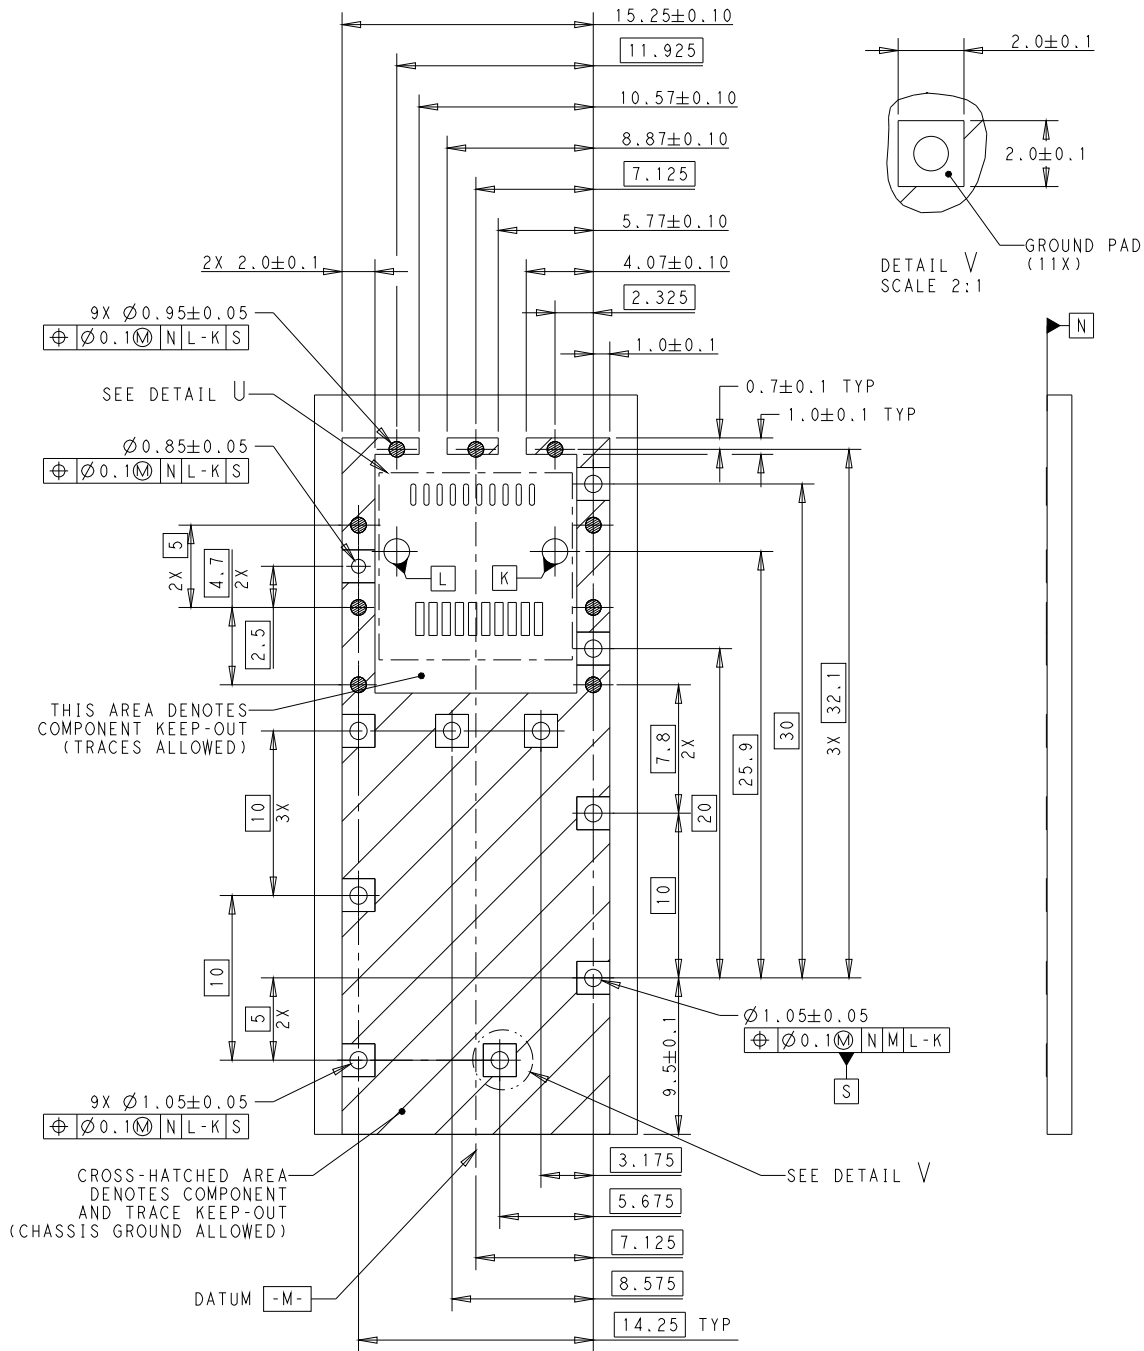 15.25±0.10
11.925
10.57±0.10
8.87±0.10
7.125
5.77±0.10
2X 2.0±0.1
4.07±0.10
2.325
1.0±0.1
2.0±0.1
2.0±0.1
GROUND PAD
(11X)
DETAIL V
SCALE 2:1
N
9X Ø0.95±0.05
⌖ Ø0.1Ⓜ N L-K S
SEE DETAIL U
0.7±0.1 TYP
1.0±0.1 TYP
Ø0.85±0.05
⌖ Ø0.1Ⓜ N L-K S
5
2X
4.7
2X
2.5
L
K
THIS AREA DENOTES
COMPONENT KEEP-OUT
(TRACES ALLOWED)
7.8
2X
20
25.9
30
32.1
3X
10
3X
10
10
5
2X
9.5±0.1
Ø1.05±0.05
⌖ Ø0.1Ⓜ N M L-K
S
9X Ø1.05±0.05
⌖ Ø0.1Ⓜ N L-K S
CROSS-HATCHED AREA
DENOTES COMPONENT
AND TRACE KEEP-OUT
(CHASSIS GROUND ALLOWED)
SEE DETAIL V
3.175
5.675
7.125
8.575
14.25 TYP
DATUM -M-